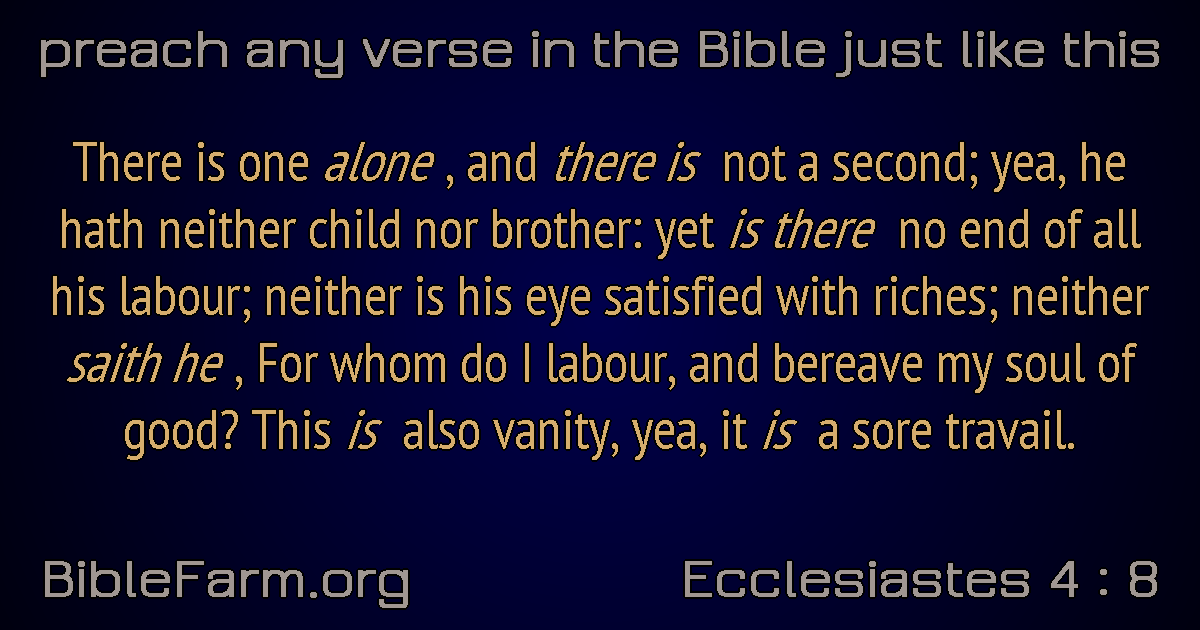 preach any verse in the Bible just like this
There is one alone , and there is not a second; yea, he
hath neither child nor brother: yet is there no end of all
his labour; neither is his eye satisfied with riches; neither
saith he , For whom do I labour, and bereave my soul of
good? This is also vanity, yea, it is a sore travail.
BibleFarm.org
Ecclesiastes 4 : 8